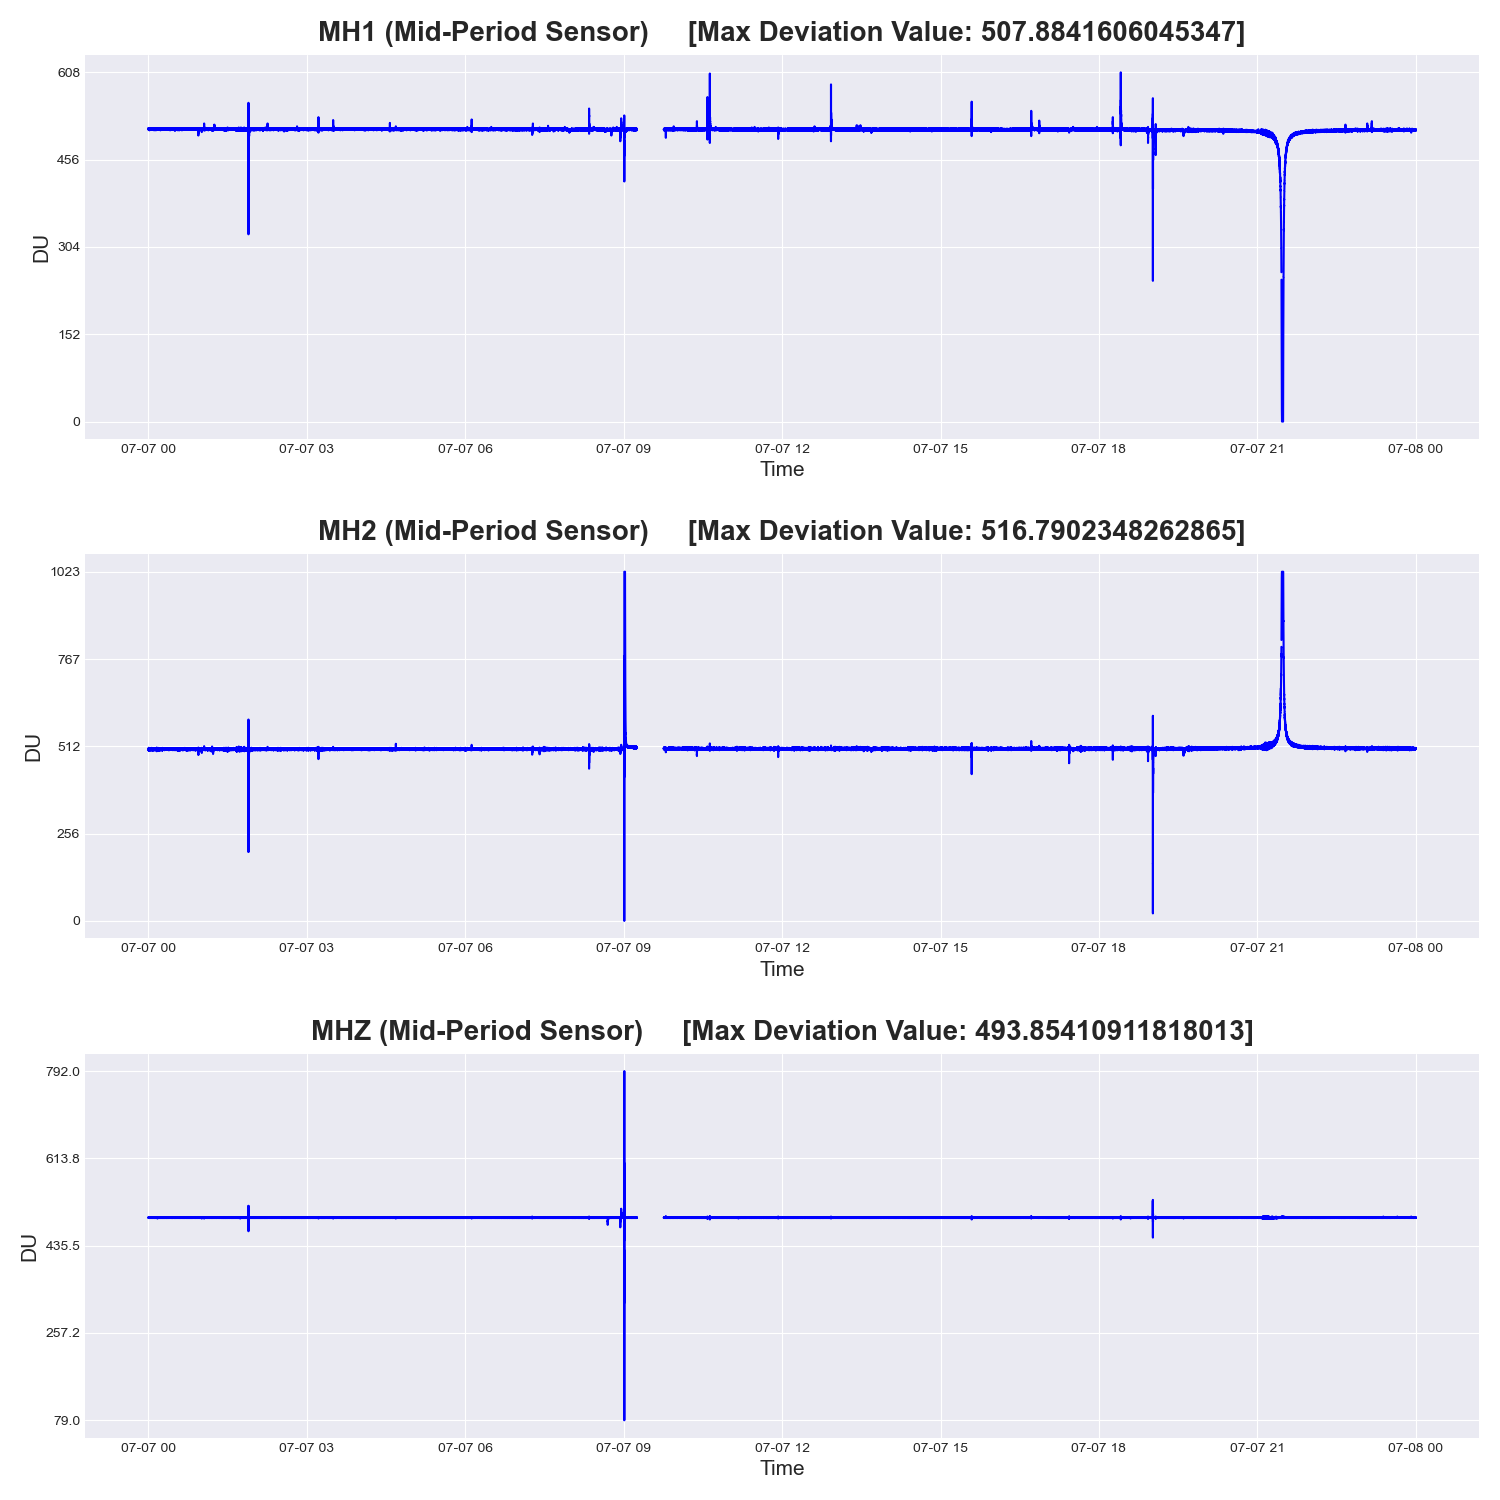 MH1 (Mid-Period Sensor) [Max Deviation Value: 507.8841606045347]
608
456
304
152
0
DU
07-07 00 07-07 03 07-07 06 07-07 09 07-07 12 07-07 15 07-07 18 07-07 21 07-08 00
Time
MH2 (Mid-Period Sensor) [Max Deviation Value: 516.7902348262865]
1023
767
512
256
0
DU
07-07 00 07-07 03 07-07 06 07-07 09 07-07 12 07-07 15 07-07 18 07-07 21 07-08 00
Time
MHZ (Mid-Period Sensor) [Max Deviation Value: 493.85410911818013]
792.0
613.8
435.5
257.2
79.0
DU
07-07 00 07-07 03 07-07 06 07-07 09 07-07 12 07-07 15 07-07 18 07-07 21 07-08 00
Time